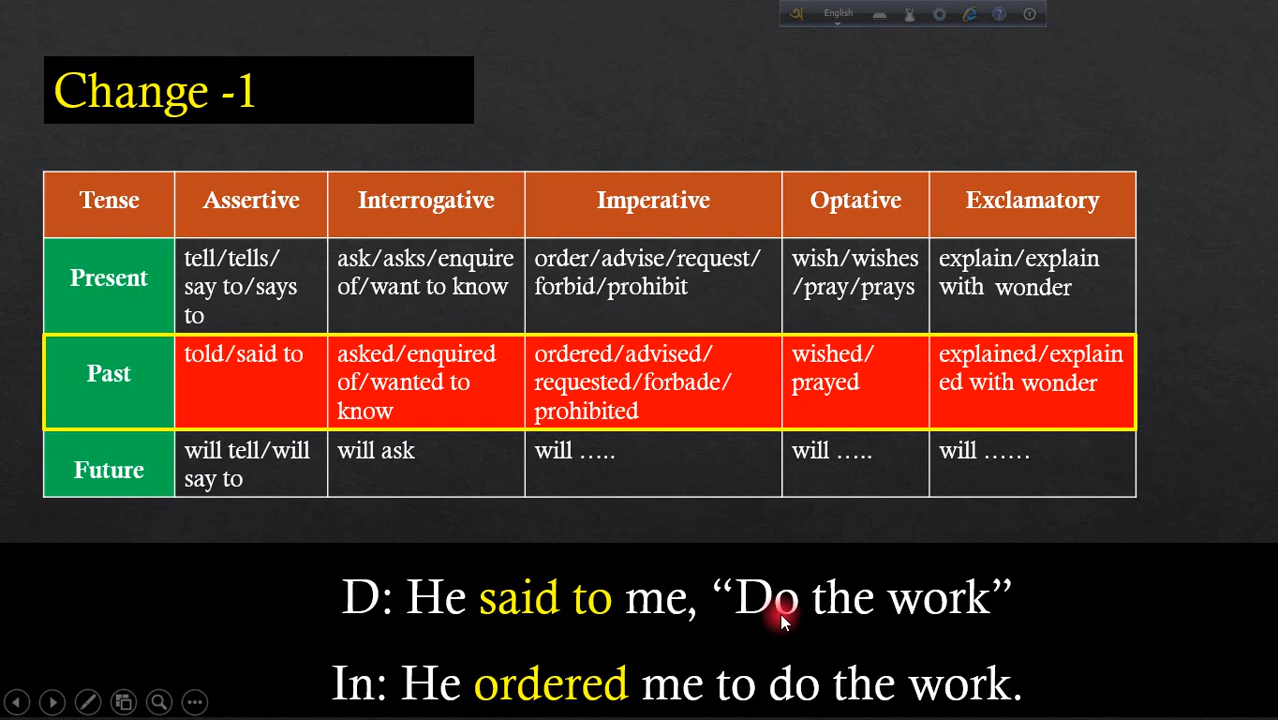 অ English
Change -1
Tense Assertive Interrogative Imperative Optative Exclamatory
Present
tell/tells/
say to/says
to
ask/asks/enquire
of/want to know
order/advise/request/
forbid/prohibit
wish/wishes
/pray/prays
explain/explain
with wonder
Past
told/said to
asked/enquired
of/wanted to
know
ordered/advised/
requested/forbade/
prohibited
wished/
prayed
explained/explain
ed with wonder
Future
will tell/will
say to
will ask
will …..
will …..
will ……
D: He said to me, “Do the work”
In: He ordered me to do the work.